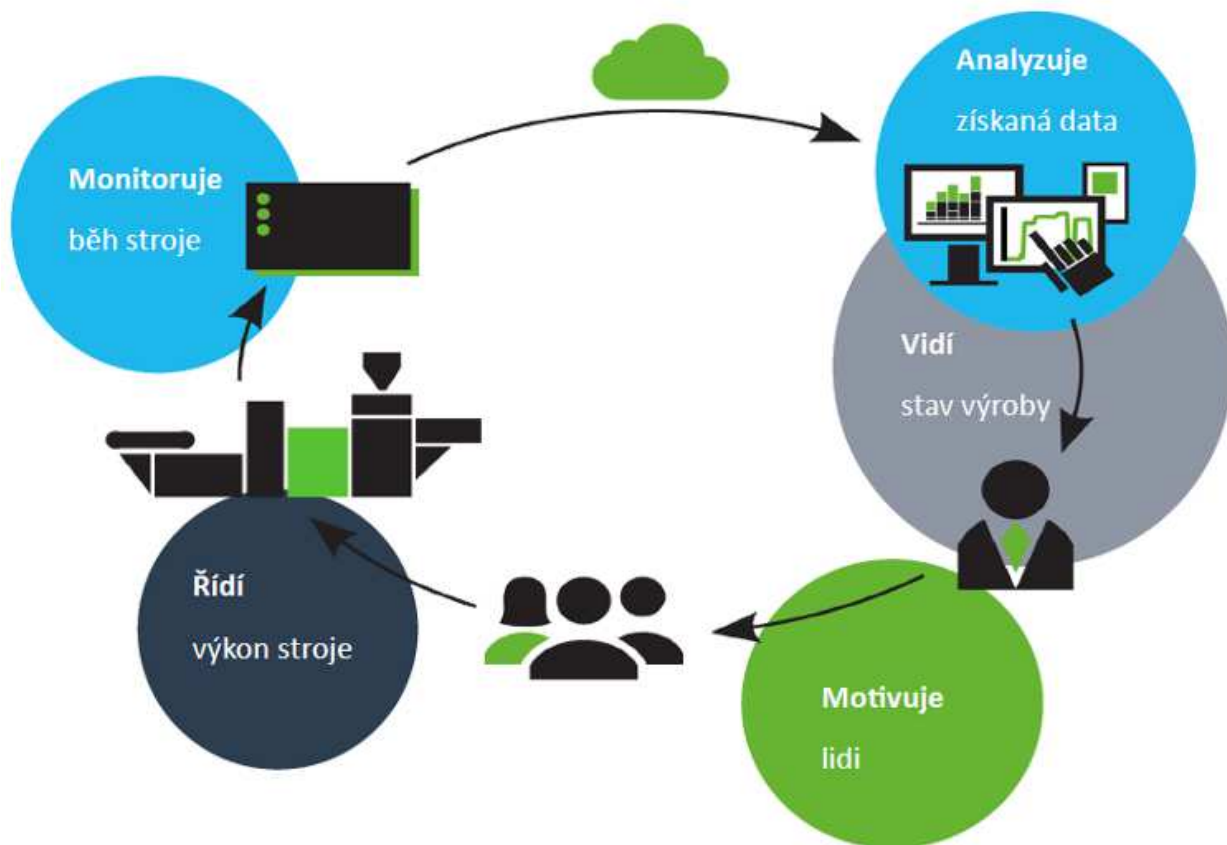 Monitoruje
běh stroje
Analyzuje
získaná data
Vidí
stav výroby
Motivuje
lidi
Řídí
výkon stroje